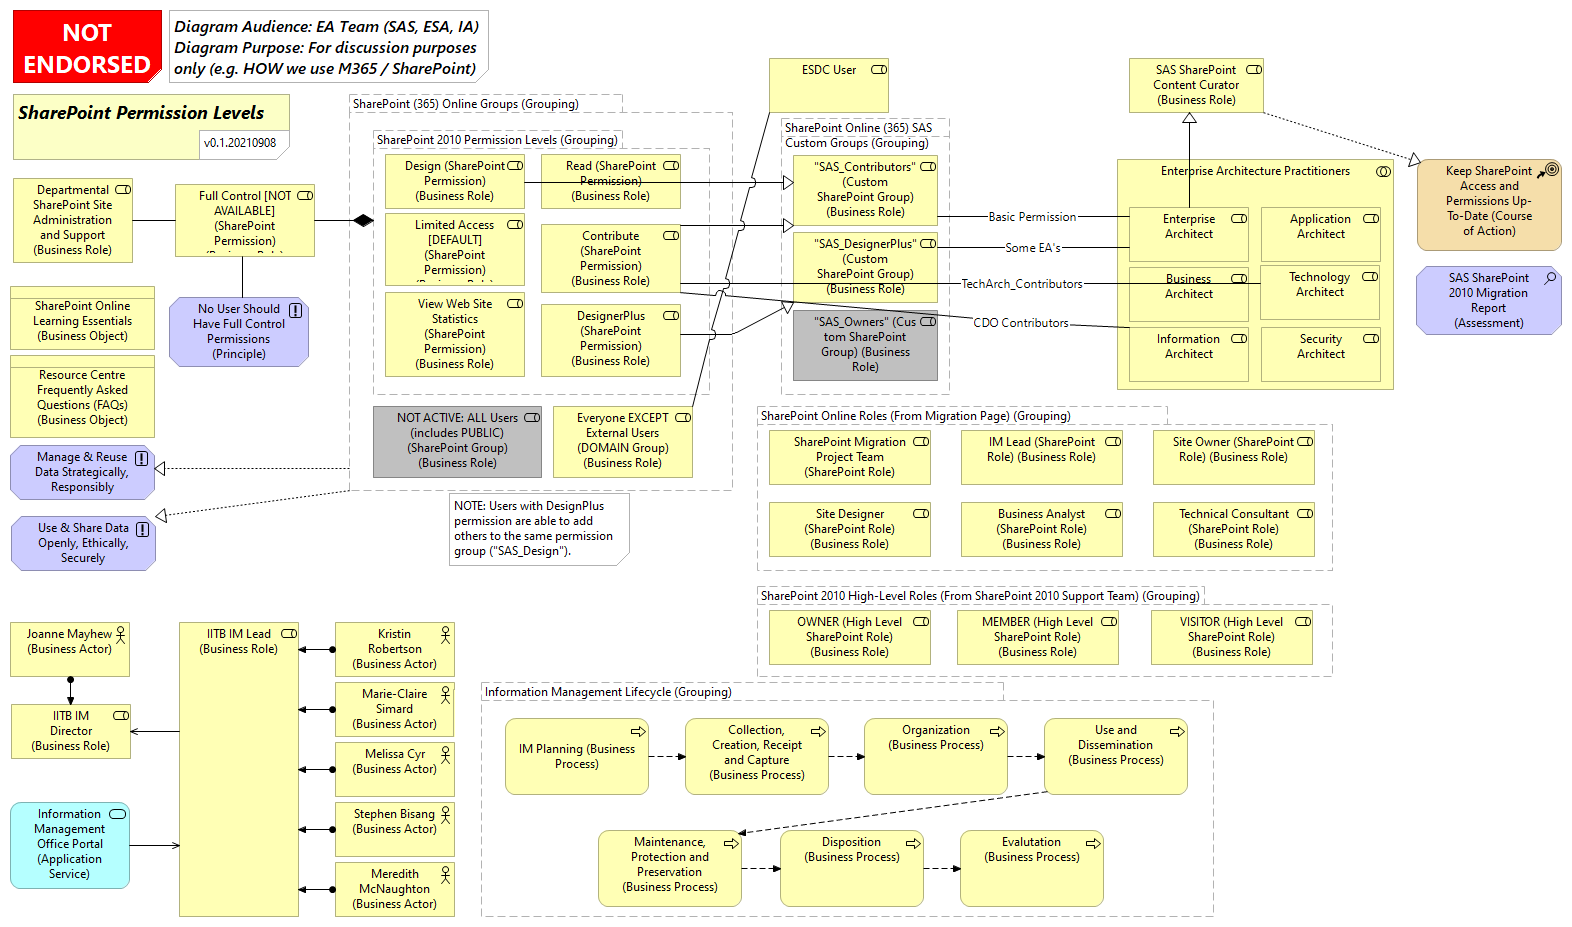 NOT
ENDORSED
Diagram Audience: EA Team (SAS, ESA, IA)
Diagram Purpose: For discussion purposes
only (e.g. HOW we use M365 / SharePoint)
SharePoint Permission Levels
v0.1.20210908
Departmental
SharePoint Site
Administration
and Support
(Business Role)
Full Control [NOT
AVAILABLE]
(SharePoint
Permission)
No User Should
Have Full Control
Permissions
(Principle)
SharePoint Online
Learning Essentials
(Business Object)
Resource Centre
Frequently Asked
Questions (FAQs)
(Business Object)
Manage & Reuse
Data Strategically,
Responsibly
Use & Share Data
Openly, Ethically,
Securely
SharePoint (365) Online Groups (Grouping)
SharePoint 2010 Permission Levels (Grouping)
Design (SharePoint
Permission)
(Business Role)
Read (SharePoint
Permission)
(Business Role)
Limited Access
[DEFAULT]
(SharePoint
Permission)
Contribute
(SharePoint
Permission)
(Business Role)
View Web Site
Statistics
(SharePoint
Permission)
(Business Role)
DesignerPlus
(SharePoint
Permission)
(Business Role)
NOT ACTIVE: ALL Users
(includes PUBLIC)
(SharePoint Group)
(Business Role)
Everyone EXCEPT
External Users
(DOMAIN Group)
(Business Role)
NOTE: Users with DesignPlus
permission are able to add
others to the same permission
group ("SAS_Design").
ESDC User
SharePoint Online (365) SAS
Custom Groups (Grouping)
"SAS_Contributors"
(Custom
SharePoint Group)
(Business Role)
"SAS_DesignerPlus"
(Custom
SharePoint Group)
(Business Role)
"SAS_Owners" (Cus
tom SharePoint
Group) (Business
Role)
Basic Permission
Some EA's
TechArch_Contributors
CDO Contributors
SAS SharePoint
Content Curator
(Business Role)
Enterprise Architecture Practitioners
Enterprise
Architect
Application
Architect
Business
Architect
Technology
Architect
Information
Architect
Security
Architect
Keep SharePoint
Access and
Permissions Up-
To-Date (Course
of Action)
SAS SharePoint
2010 Migration
Report
(Assessment)
SharePoint Online Roles (From Migration Page) (Grouping)
SharePoint Migration
Project Team
(SharePoint Role)
IM Lead (SharePoint
Role) (Business Role)
Site Owner (SharePoint
Role) (Business Role)
Site Designer
(SharePoint Role)
(Business Role)
Business Analyst
(SharePoint Role)
(Business Role)
Technical Consultant
(SharePoint Role)
(Business Role)
SharePoint 2010 High-Level Roles (From SharePoint 2010 Support Team) (Grouping)
OWNER (High Level
SharePoint Role)
(Business Role)
MEMBER (High Level
SharePoint Role)
(Business Role)
VISITOR (High Level
SharePoint Role)
(Business Role)
Joanne Mayhew
(Business Actor)
IITB IM
Director
(Business Role)
Information
Management
Office Portal
(Application
Service)
IITB IM Lead
(Business Role)
Kristin
Robertson
(Business Actor)
Marie-Claire
Simard
(Business Actor)
Melissa Cyr
(Business Actor)
Stephen Bisang
(Business Actor)
Meredith
McNaughton
(Business Actor)
Information Management Lifecycle (Grouping)
IM Planning (Business
Process)
Collection,
Creation, Receipt
and Capture
(Business Process)
Organization
(Business Process)
Use and
Dissemination
(Business Process)
Maintenance,
Protection and
Preservation
(Business Process)
Disposition
(Business Process)
Evalutation
(Business Process)